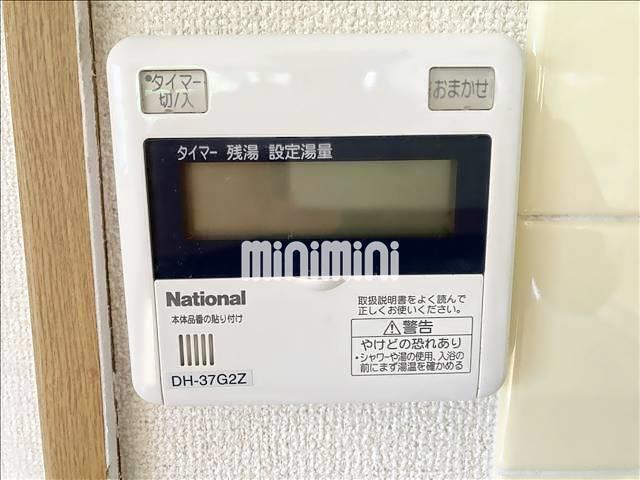 タイマー
切/入
おまかせ
タイマー 残湯 設定湯量
minimini
National
本体品番の貼り付け
DH-37G2Z
取扱説明書をよく読んで
正しくお使いください。
⚠警告
やけどの恐れあり
・シャワーや湯の使用、入浴の
前にまず湯温を確かめる